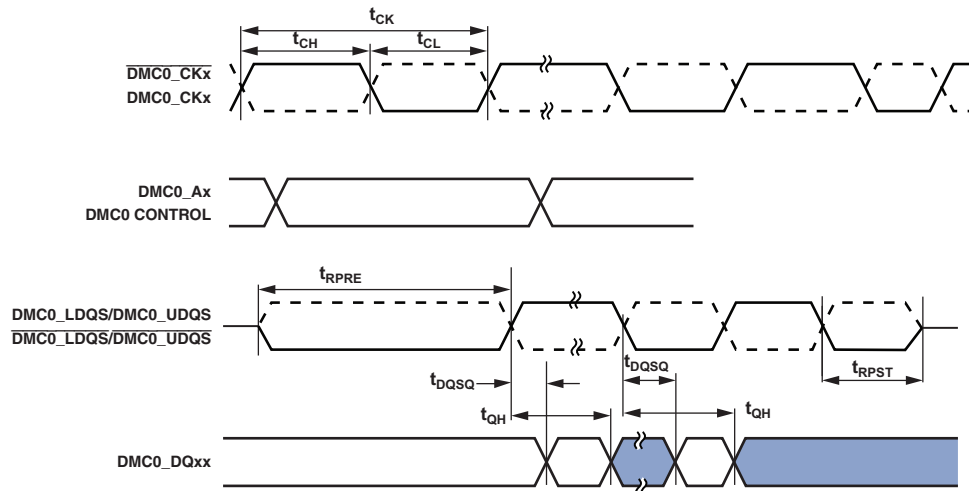 tCK
tCH
tCL
DMC0_CKx
DMC0_CKx
DMC0_Ax
DMC0 CONTROL
tRPRE
DMC0_LDQS/DMC0_UDQS
DMC0_LDQS/DMC0_UDQS
tDQSQ
tDQSQ
tRPST
tQH
tQH
DMC0_DQxx